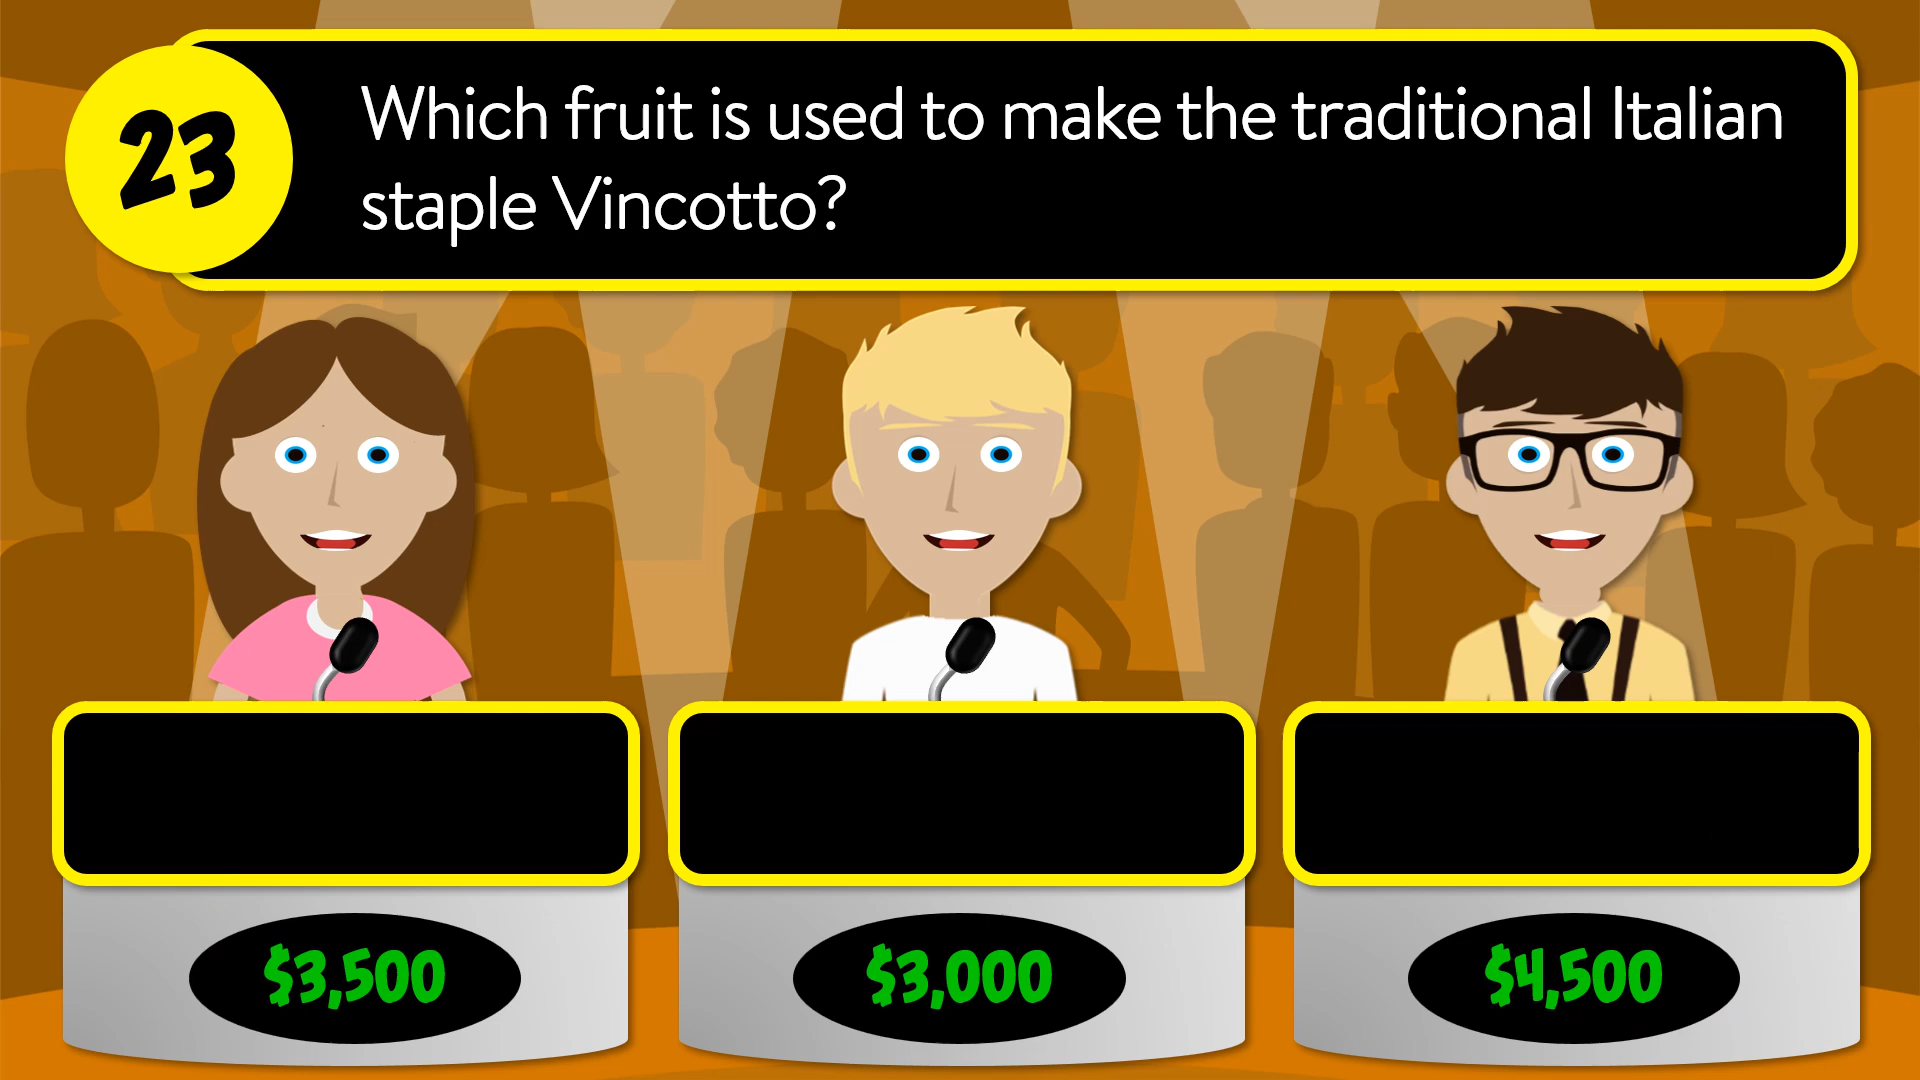 23
Which fruit is used to make the traditional Italian
staple Vincotto?
$3,500
$3,000
$4,500